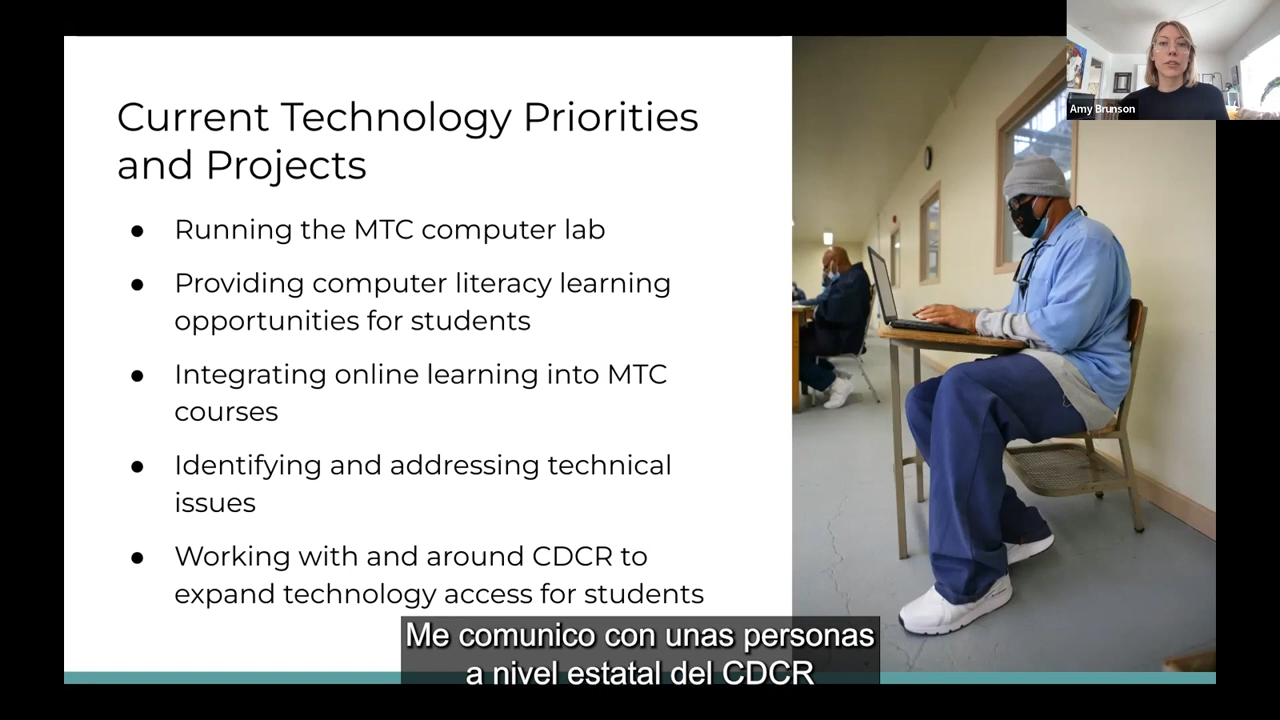 Current Technology Priorities
and Projects
● Running the MTC computer lab
● Providing computer literacy learning
opportunities for students
● Integrating online learning into MTC
courses
● Identifying and addressing technical
issues
● Working with and around CDCR to
expand technology access for students
Amy Brunson
Me comunico con unas personas
a nivel estatal del CDCR